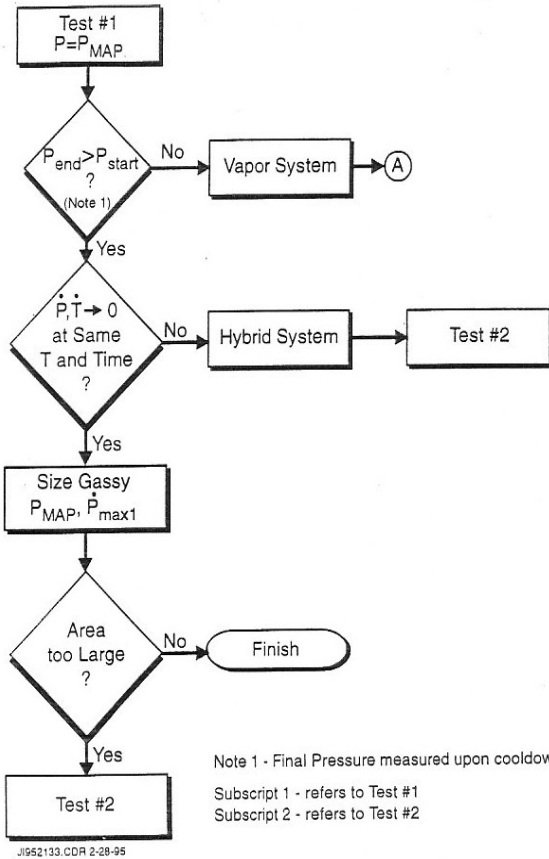 Test #1
P=P_MAP
P_end>P_start
?
(Note 1)
No
Vapor System
A
Yes
Ṗ,Ṫ→ 0
at Same
T and Time
?
No
Hybrid System
Test #2
Yes
Size Gassy
P_MAP, Ṗ_max1
Area
too Large
?
No
Finish
Yes
Test #2
Note 1 - Final Pressure measured upon cooldow
Subscript 1 - refers to Test #1
Subscript 2 - refers to Test #2
JI952133.CDR 2-28-95